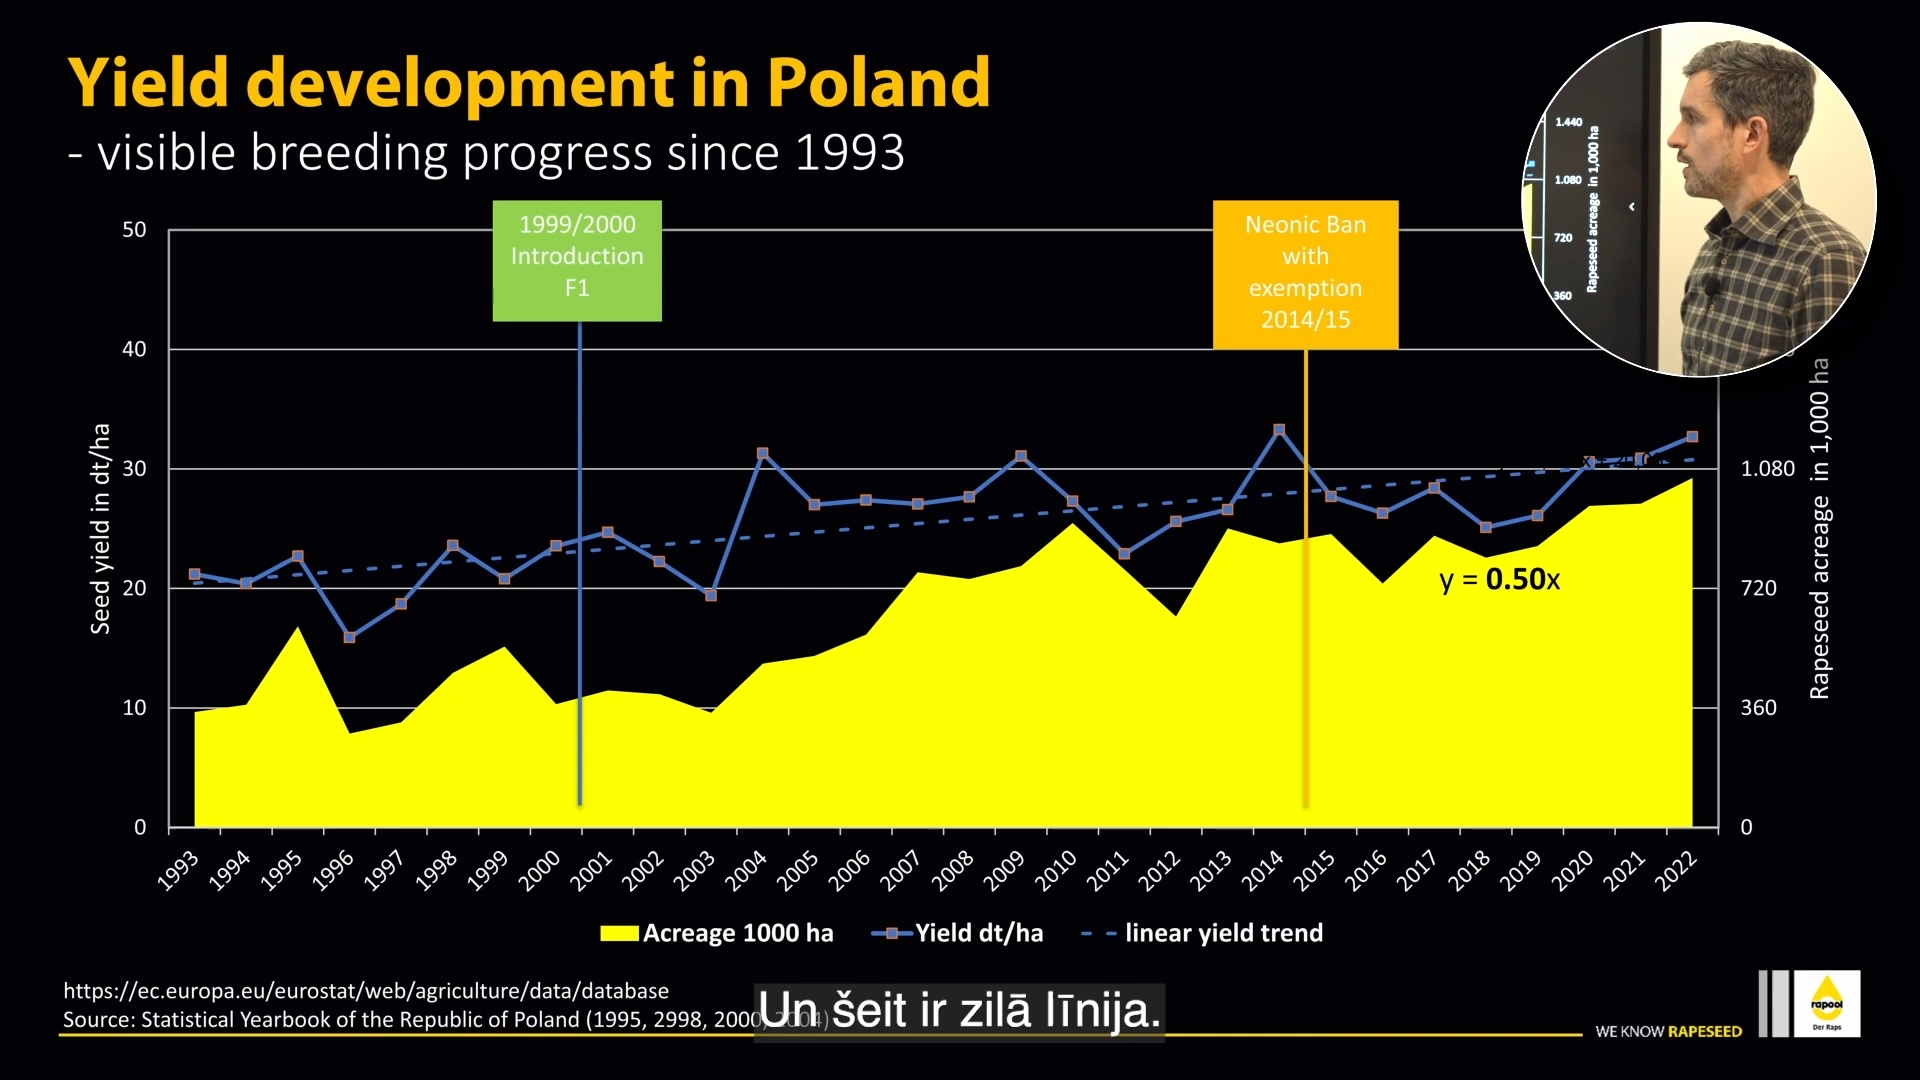 Yield development in Poland
- visible breeding progress since 1993
1.440
1.080
720
360
Rapeseed acreage in 1,000 ha
1999/2000
Introduction
F1
Neonic Ban
with
exemption
2014/15
50
40
30
20
10
0
Seed yield in dt/ha
1.080
720
360
0
Rapeseed acreage in 1,000 ha
y = 0.50x
1993
1994
1995
1996
1997
1998
1999
2000
2001
2002
2003
2004
2005
2006
2007
2008
2009
2010
2011
2012
2013
2014
2015
2016
2017
2018
2019
2020
2021
2022
Acreage 1000 ha
Yield dt/ha
linear yield trend
https://ec.europa.eu/eurostat/web/agriculture/data/database
Source: Statistical Yearbook of the Republic of Poland (1995, 2998, 2000, 2004)
Un šeit ir zilā līnija.
WE KNOW RAPESEED
rapool
Der Raps